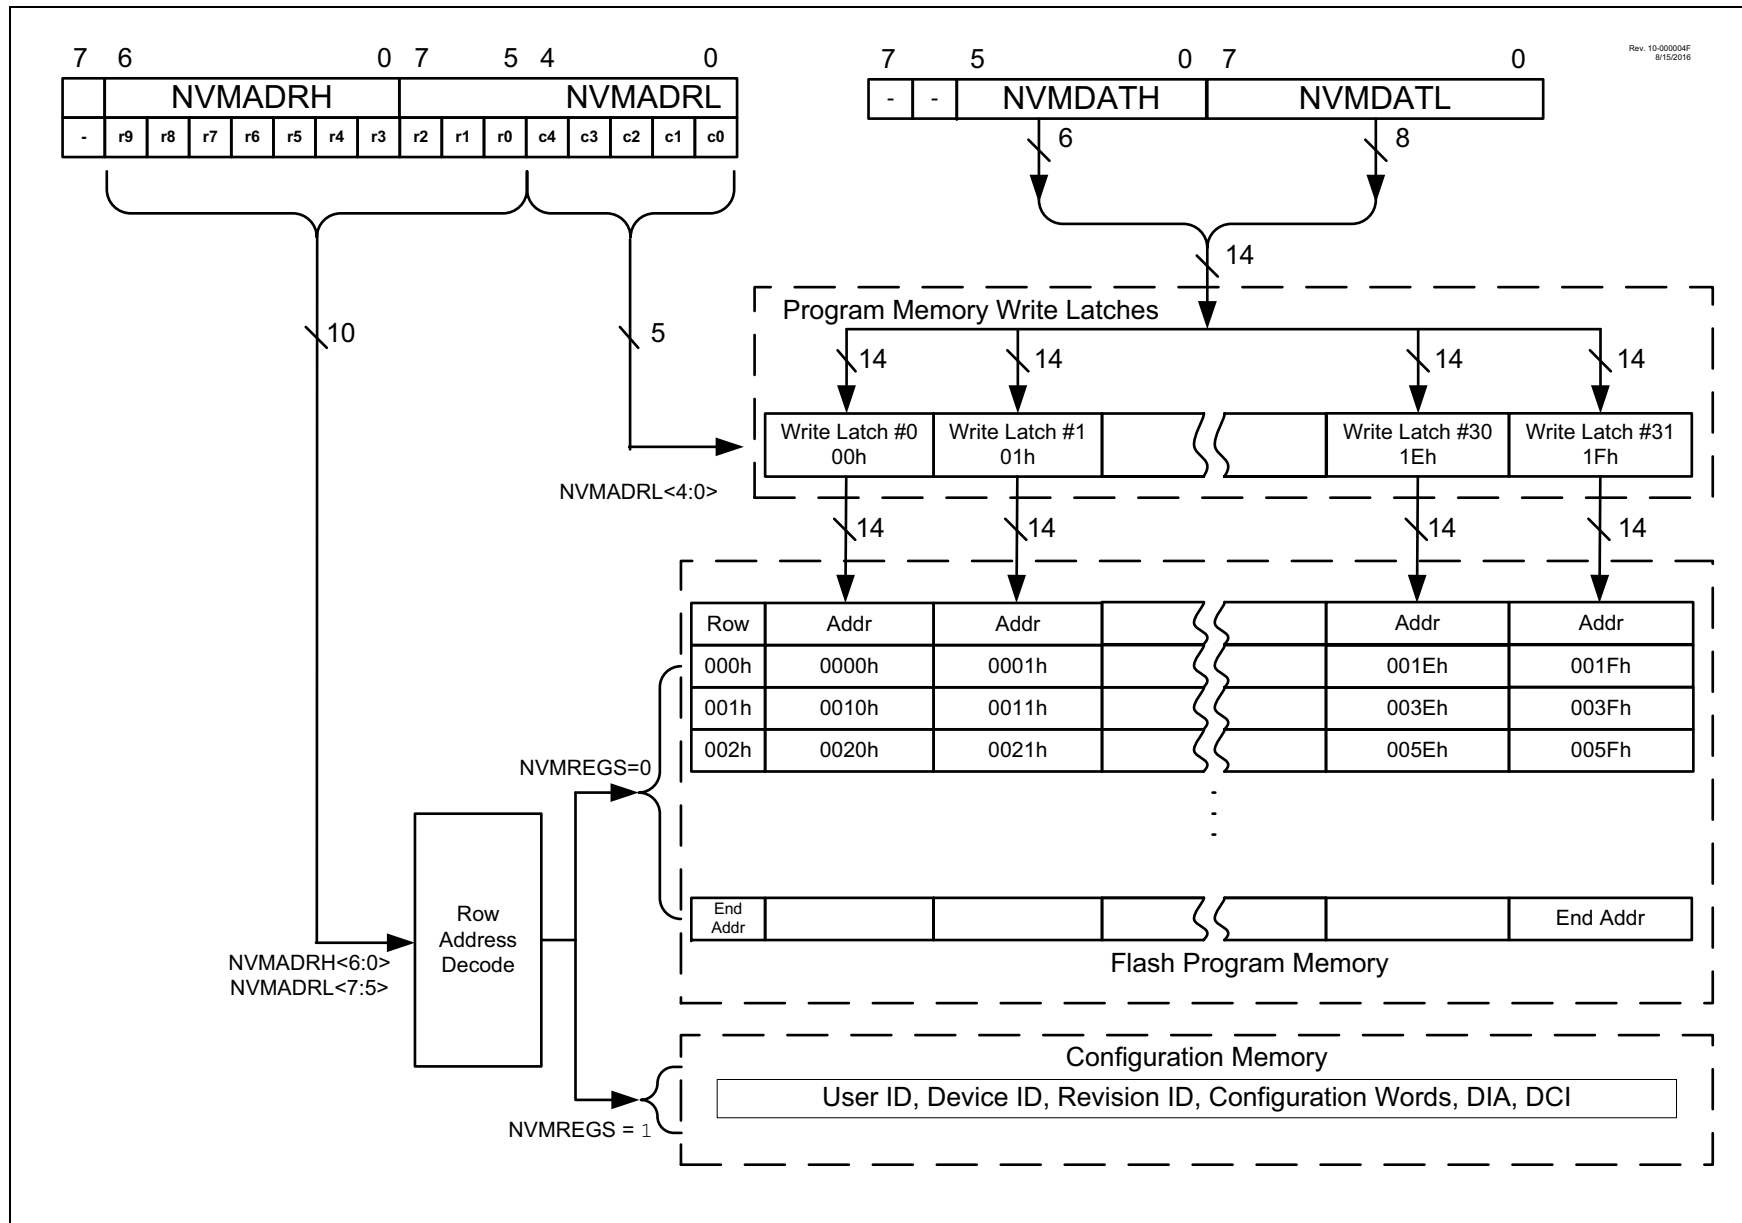 7 6 0 7 5 4 0
7 5 0 7 0
Rev. 10-000004F
8/15/2016
NVMADRH NVMADRL
- - NVMDATH NVMDATL
- r9 r8 r7 r6 r5 r4 r3 r2 r1 r0 c4 c3 c2 c1 c0
6 8
14
Program Memory Write Latches
10 5
14 14 14 14
Write Latch #0
00h
Write Latch #1
01h
Write Latch #30
1Eh
Write Latch #31
1Fh
NVMADRL<4:0>
14 14 14 14
Row Addr Addr Addr Addr
000h 0000h 0001h 001Eh 001Fh
001h 0010h 0011h 003Eh 003Fh
002h 0020h 0021h 005Eh 005Fh
NVMREGS=0
Row
Address
Decode
End
Addr
End Addr
NVMADRH<6:0>
NVMADRL<7:5>
Flash Program Memory
Configuration Memory
User ID, Device ID, Revision ID, Configuration Words, DIA, DCI
NVMREGS = 1